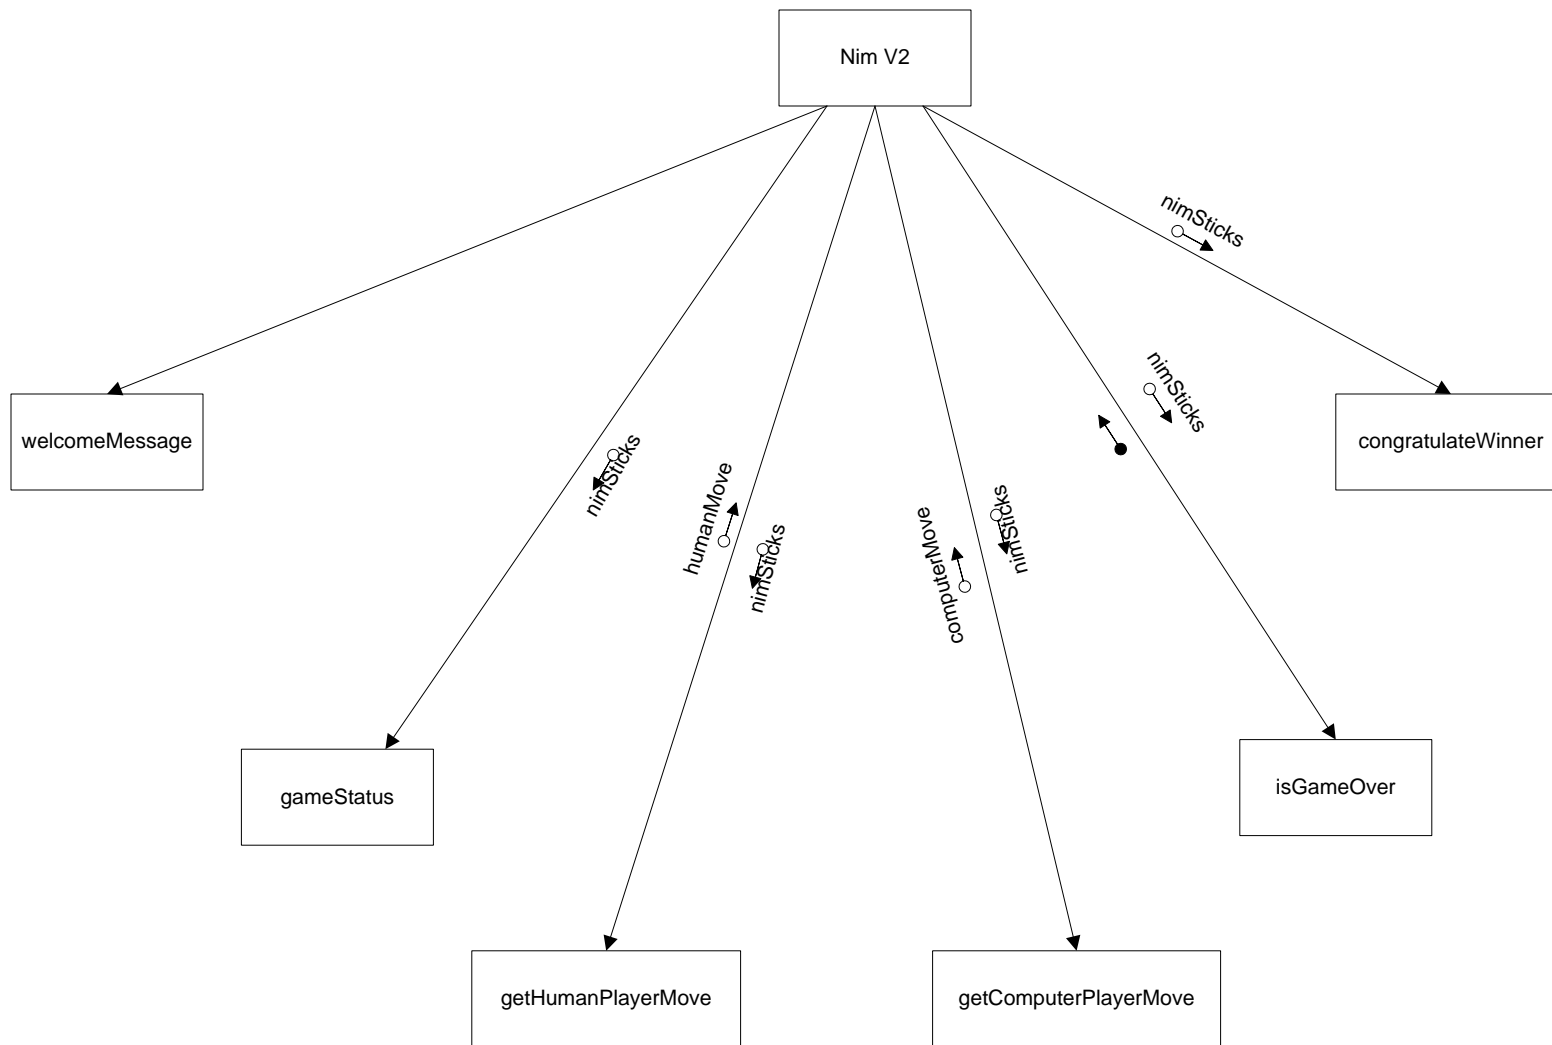 Nim V2
nimSticks
nimSticks
welcomeMessage
congratulateWinner
nimSticks
humanMove
nimSticks
computerMove
nimSticks
gameStatus
isGameOver
getHumanPlayerMove
getComputerPlayerMove